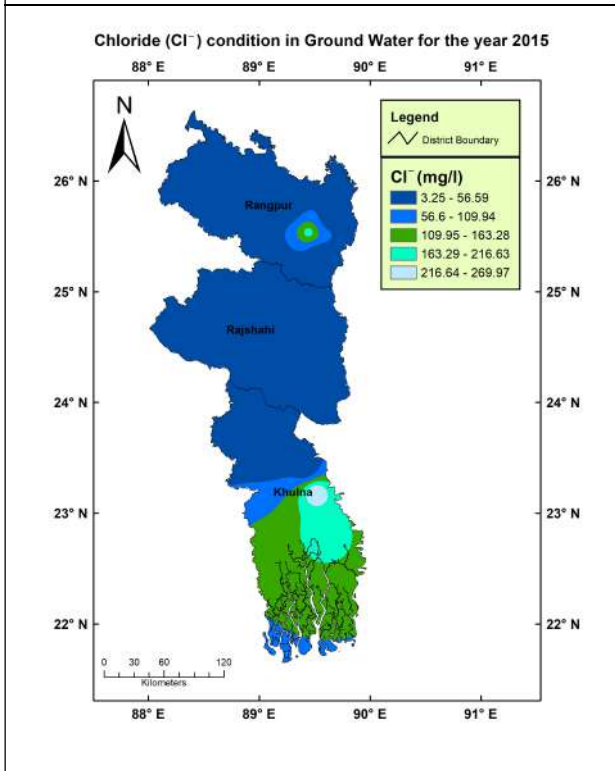 Chloride (Cl⁻) condition in Ground Water for the year 2015
88° E 89° E 90° E 91° E
N
Legend
District Boundary
Cl⁻ (mg/l)
3.25 - 56.59
56.6 - 109.94
109.95 - 163.28
163.29 - 216.63
216.64 - 269.97
26° N 26° N
Rangpur
25° N 25° N
Rajshahi
24° N 24° N
Khulna
23° N 23° N
22° N 22° N
0 30 60 120
Kilometers
88° E 89° E 90° E 91° E